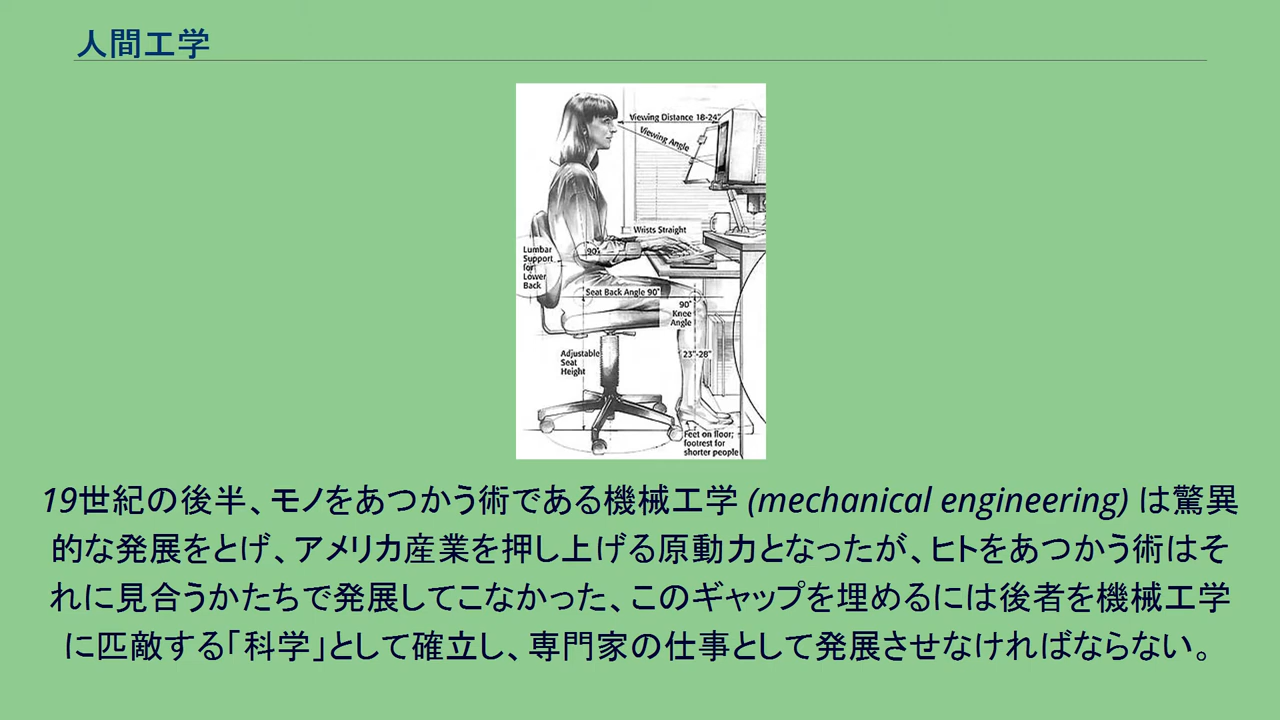 人間工学
Viewing Distance 18-24"
Viewing Angle
Wrists Straight
90°
Lumbar
Support
for
Lower
Back
Seat Back Angle 90°
90°
Knee
Angle
Adjustable
Seat
Height
23"-28"
Feet on floor;
footrest for
shorter people
19世紀の後半、モノをあつかう術である機械工学 (mechanical engineering) は驚異
的な発展をとげ、アメリカ産業を押し上げる原動力となったが、ヒトをあつかう術はそ
れに見合うかたちで発展してこなかった、このギャップを埋めるには後者を機械工学
に匹敵する「科学」として確立し、専門家の仕事として発展させなければならない。